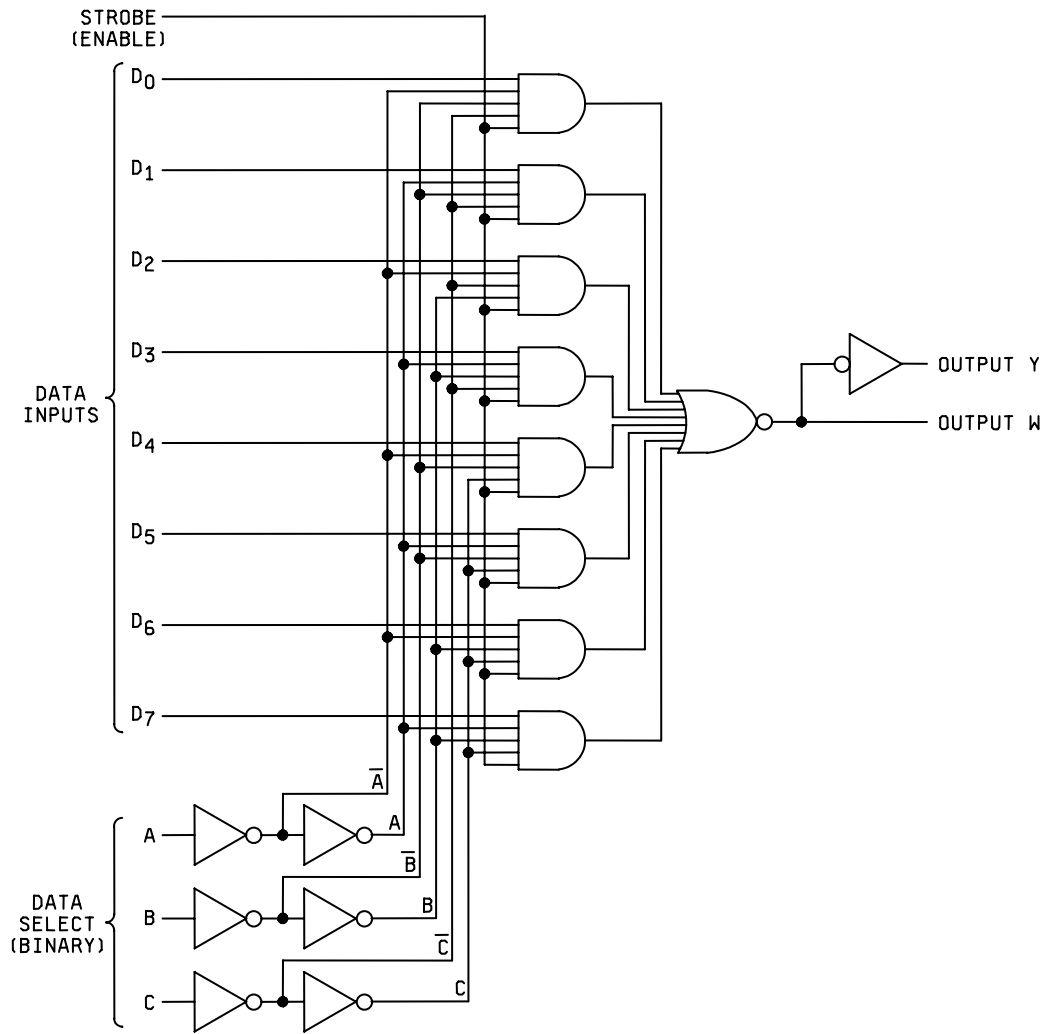 STROBE
(ENABLE)
D0
D1
D2
D3
DATA
INPUTS
D4
D5
D6
D7
OUTPUT Y
OUTPUT W
A̅
A
A
B̅
DATA
SELECT
(BINARY)
B
B
C̅
C
C